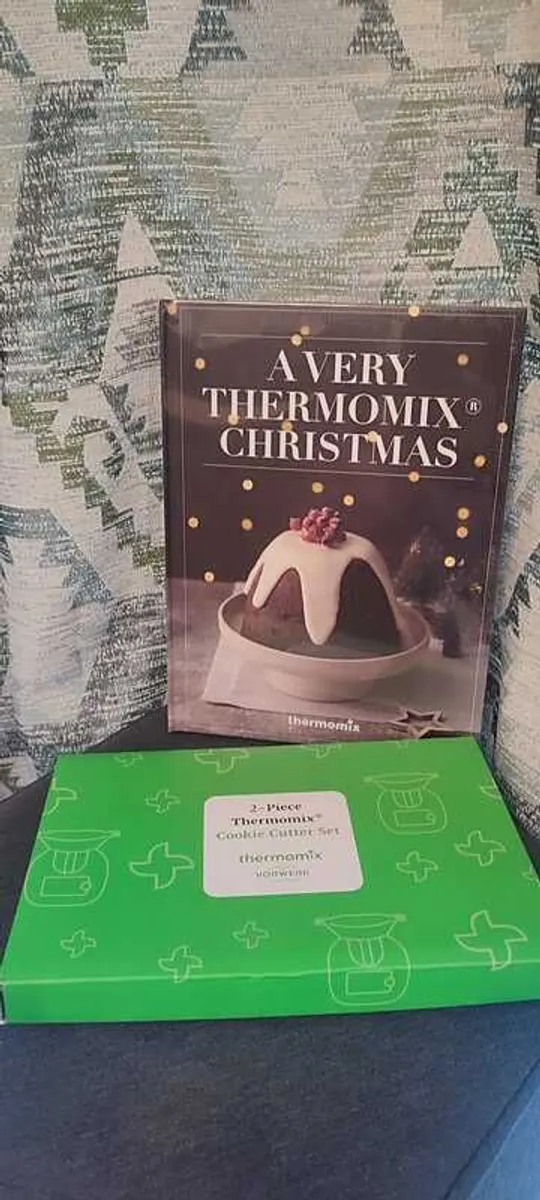 A VERY
THERMOMIX®
CHRISTMAS
thermomix
2-Piece
Thermomix®
Cookie Cutter Set
thermomix
VORWERK